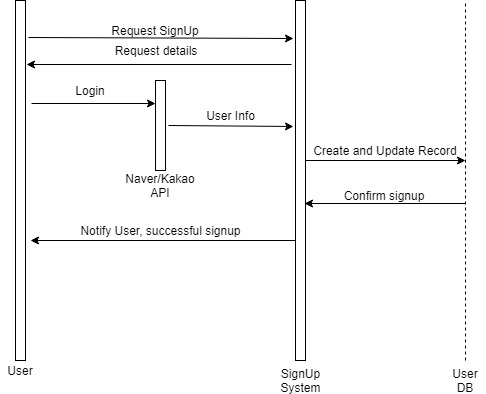 Request SignUp
Request details
Login
User Info
Create and Update Record
Naver/Kakao
API
Confirm signup
Notify User, successful signup
User
SignUp
System
User
DB